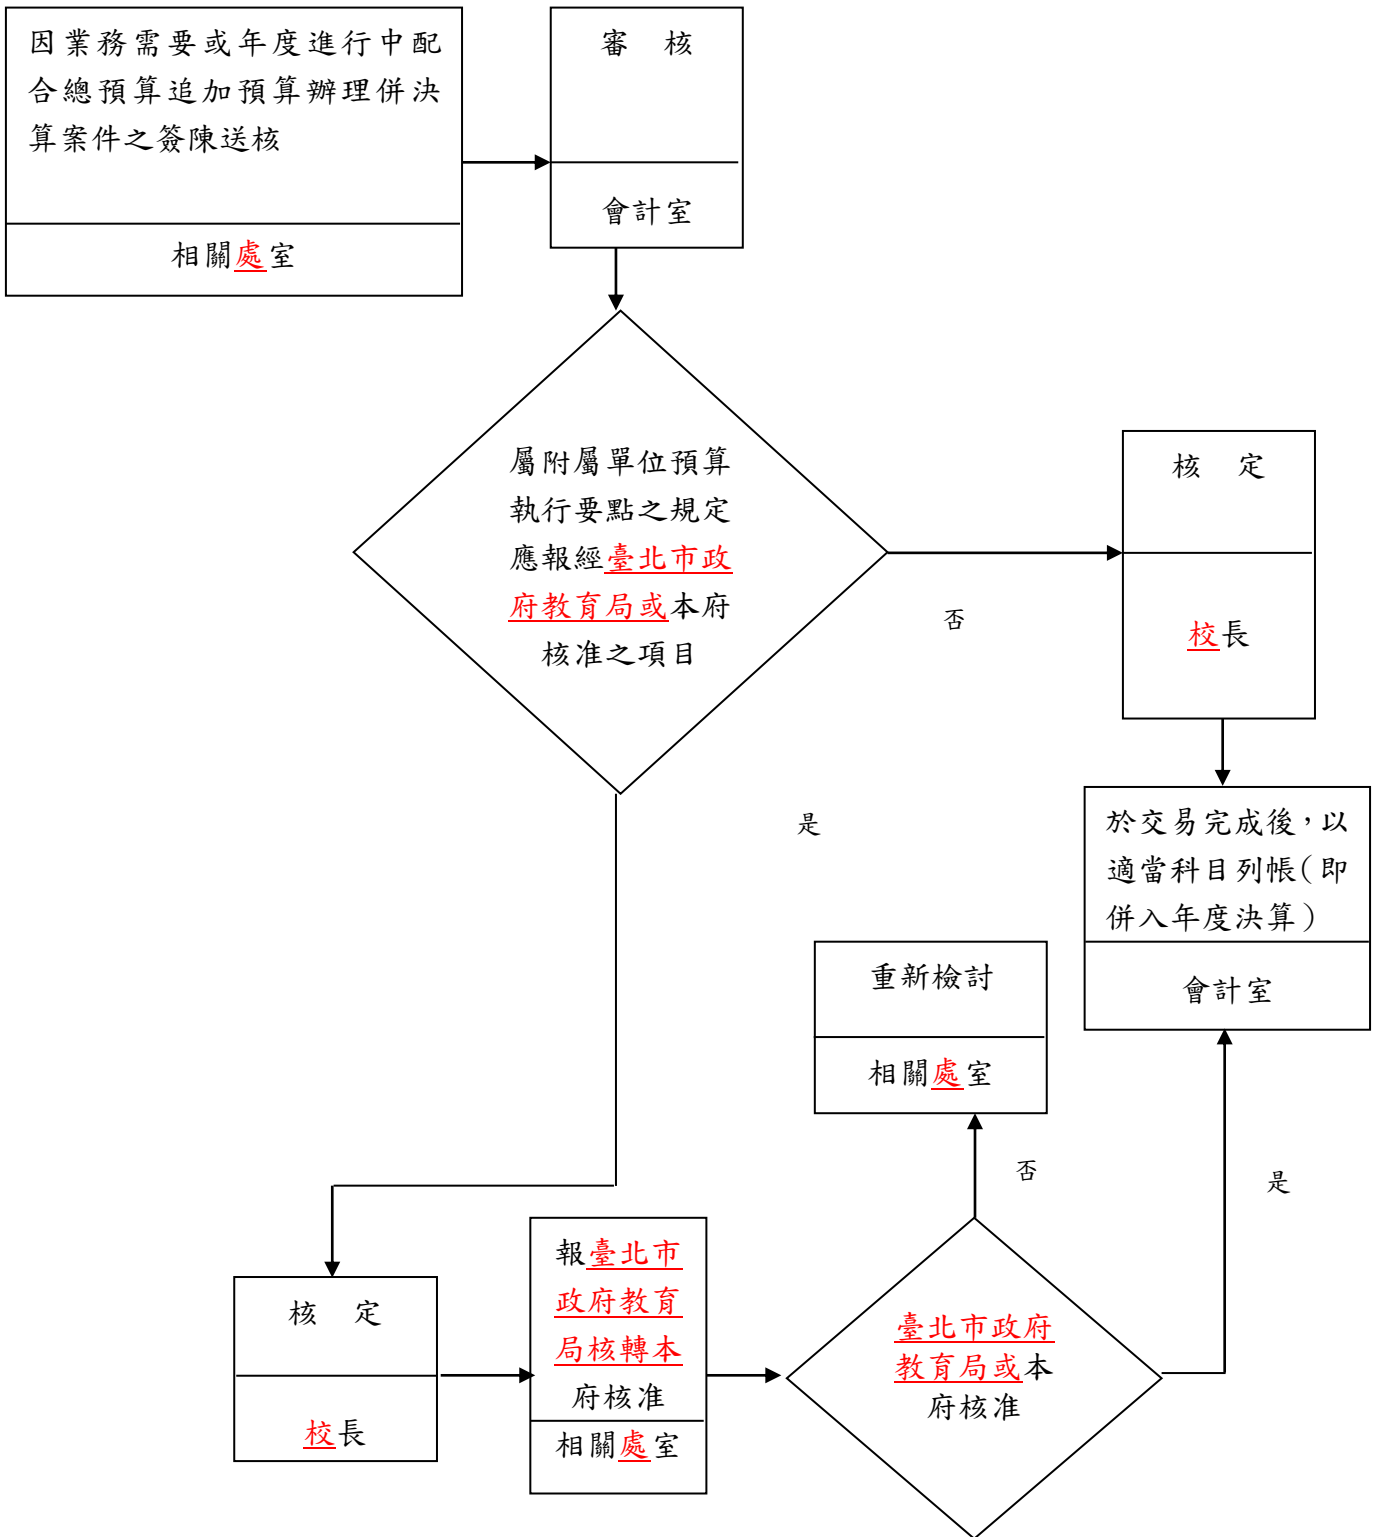 因業務需要或年度進行中配
合總預算追加預算辦理併決
算案件之簽陳送核
相關處室
審　核
會計室
屬附屬單位預算
執行要點之規定
應報經臺北市政
府教育局或本府
核准之項目
否
核　定
校長
是
於交易完成後，以
適當科目列帳(即
併入年度決算)
會計室
重新檢討
相關處室
否
是
核　定
校長
報臺北市
政府教育
局核轉本
府核准
相關處室
臺北市政府
教育局或本
府核准